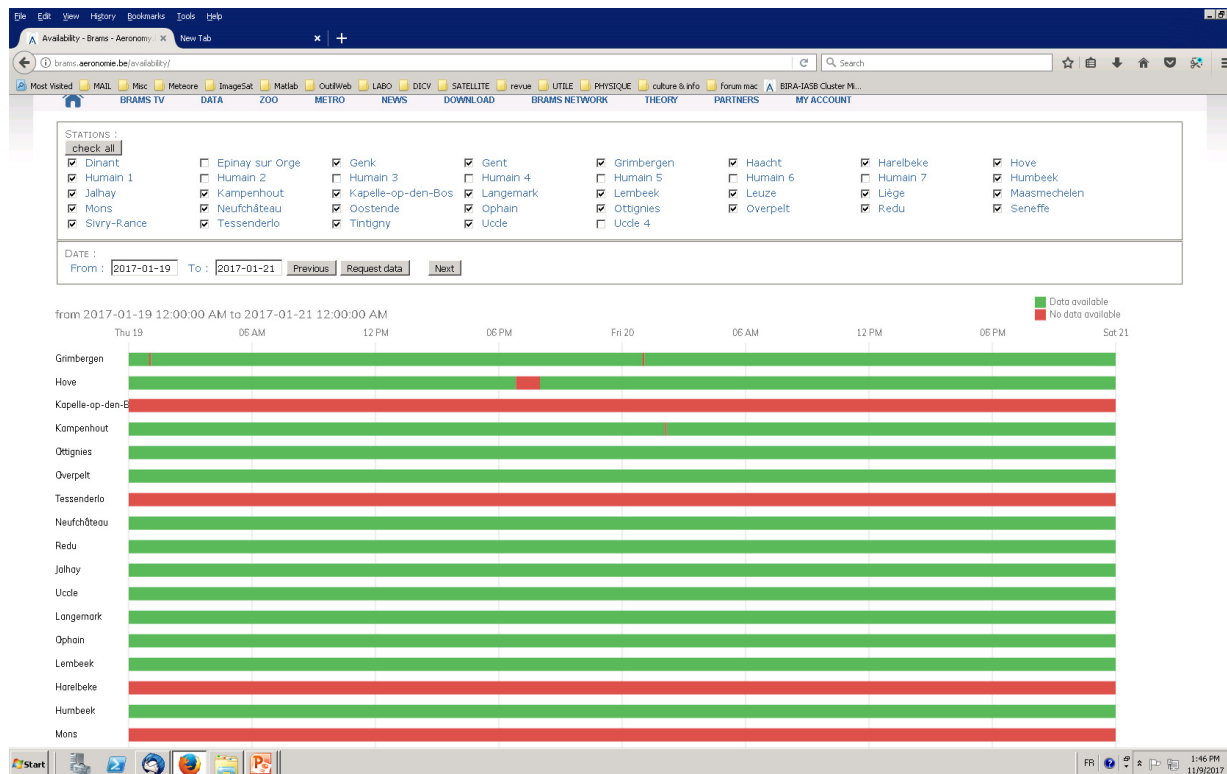 File Edit View History Bookmarks Tools Help
Availability - Brams - Aeronomy New Tab
brams.aeronomie.be/availability/ Search
Most Visited MAIL Misc Meteore ImageSat Matlab OutilWeb LABO DICV SATELLITE revue UTILE PHYSIQUE culture & info forum mac BIRA-IASB Cluster Mi...
BRAMS TV DATA ZOO METRO NEWS DOWNLOAD BRAMS NETWORK THEORY PARTNERS MY ACCOUNT
STATIONS :
check all
Dinant Epinay sur Orge Genk Gent Grimbergen Haacht Harelbeke Hove
Humain 1 Humain 2 Humain 3 Humain 4 Humain 5 Humain 6 Humain 7 Humbeek
Jalhay Kampenhout Kapelle-op-den-Bos Langemark Lembeek Leuze Liège Maasmechelen
Mons Neufchâteau Oostende Ophain Ottignies Overpelt Redu Seneffe
Sivry-Rance Tessenderlo Tintigny Uccle Uccle 4
DATE :
From : 2017-01-19 To : 2017-01-21 Previous Request data Next
Data available
from 2017-01-19 12:00:00 AM to 2017-01-21 12:00:00 AM No data available
Thu 19 06 AM 12 PM 06 PM Fri 20 06 AM 12 PM 06 PM Sat 21
Grimbergen
Hove
Kapelle-op-den-B
Kampenhout
Ottignies
Overpelt
Tessenderlo
Neufchâteau
Redu
Jalhay
Uccle
Langemark
Ophain
Lembeek
Harelbeke
Humbeek
Mons
Start FR 1:46 PM
11/9/2017